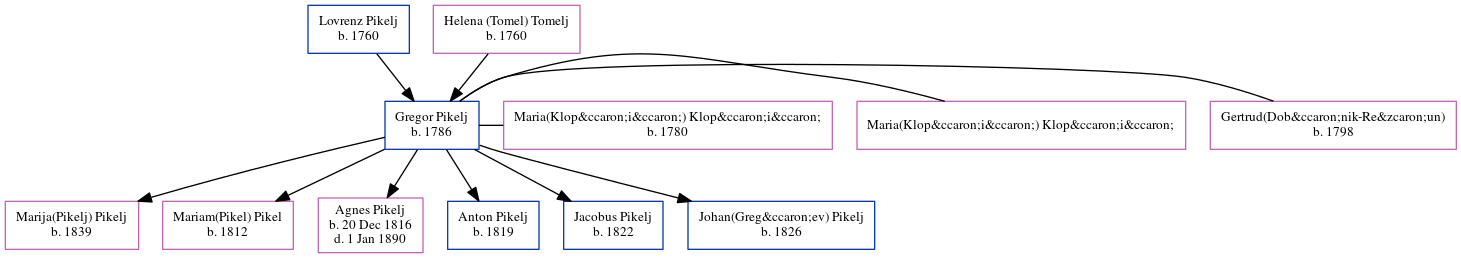 Lovrenz Pikelj
b. 1760
Helena (Tomel) Tomelj
b. 1760
Gregor Pikelj
b. 1786
Maria(Klop&ccaron;i&ccaron;) Klop&ccaron;i&ccaron;
b. 1780
Maria(Klop&ccaron;i&ccaron;) Klop&ccaron;i&ccaron;
Gertrud(Dob&ccaron;nik-Re&zcaron;un)
b. 1798
Marija(Pikelj) Pikelj
b. 1839
Mariam(Pikel) Pikel
b. 1812
Agnes Pikelj
b. 20 Dec 1816
d. 1 Jan 1890
Anton Pikelj
b. 1819
Jacobus Pikelj
b. 1822
Johan(Greg&ccaron;ev) Pikelj
b. 1826